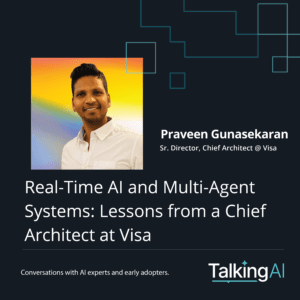 Praveen Gunasekaran
Sr. Director, Chief Architect @ Visa
Real-Time AI and Multi-Agent
Systems: Lessons from a Chief
Architect at Visa
Conversations with AI experts and early adopters.
TalkingAI